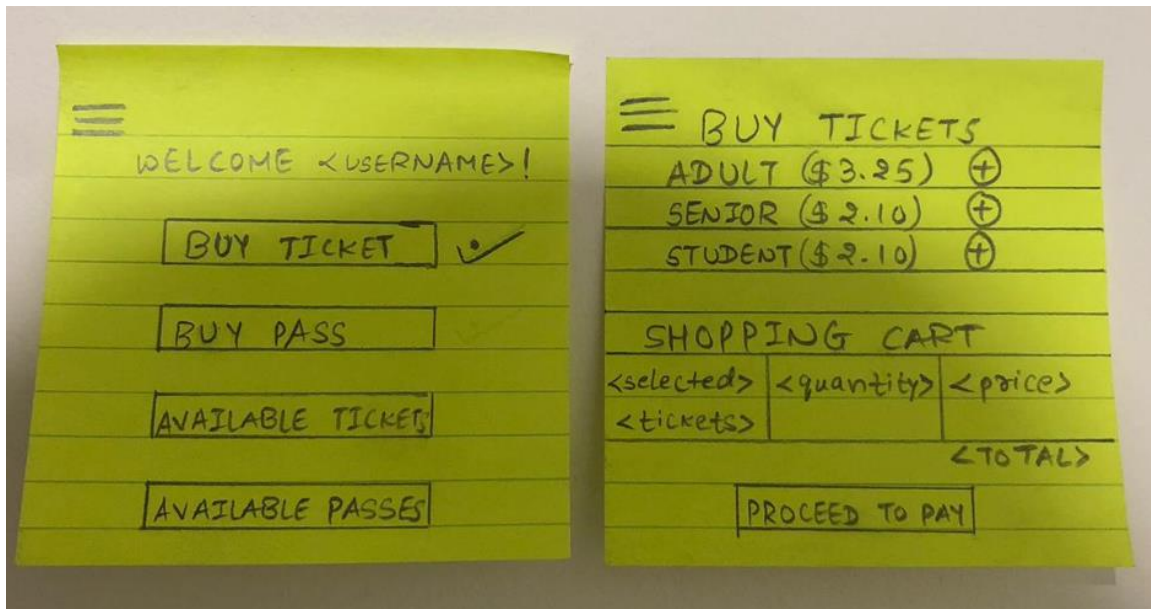 WELCOME <USERNAME>!
BUY TICKET
BUY PASS
AVAILABLE TICKETS
AVAILABLE PASSES
BUY TICKETS
ADULT ($3.25) +
SENIOR ($2.10) +
STUDENT ($2.10) +
SHOPPING CART
<selected> <quantity> <price>
<tickets>
<TOTAL>
PROCEED TO PAY